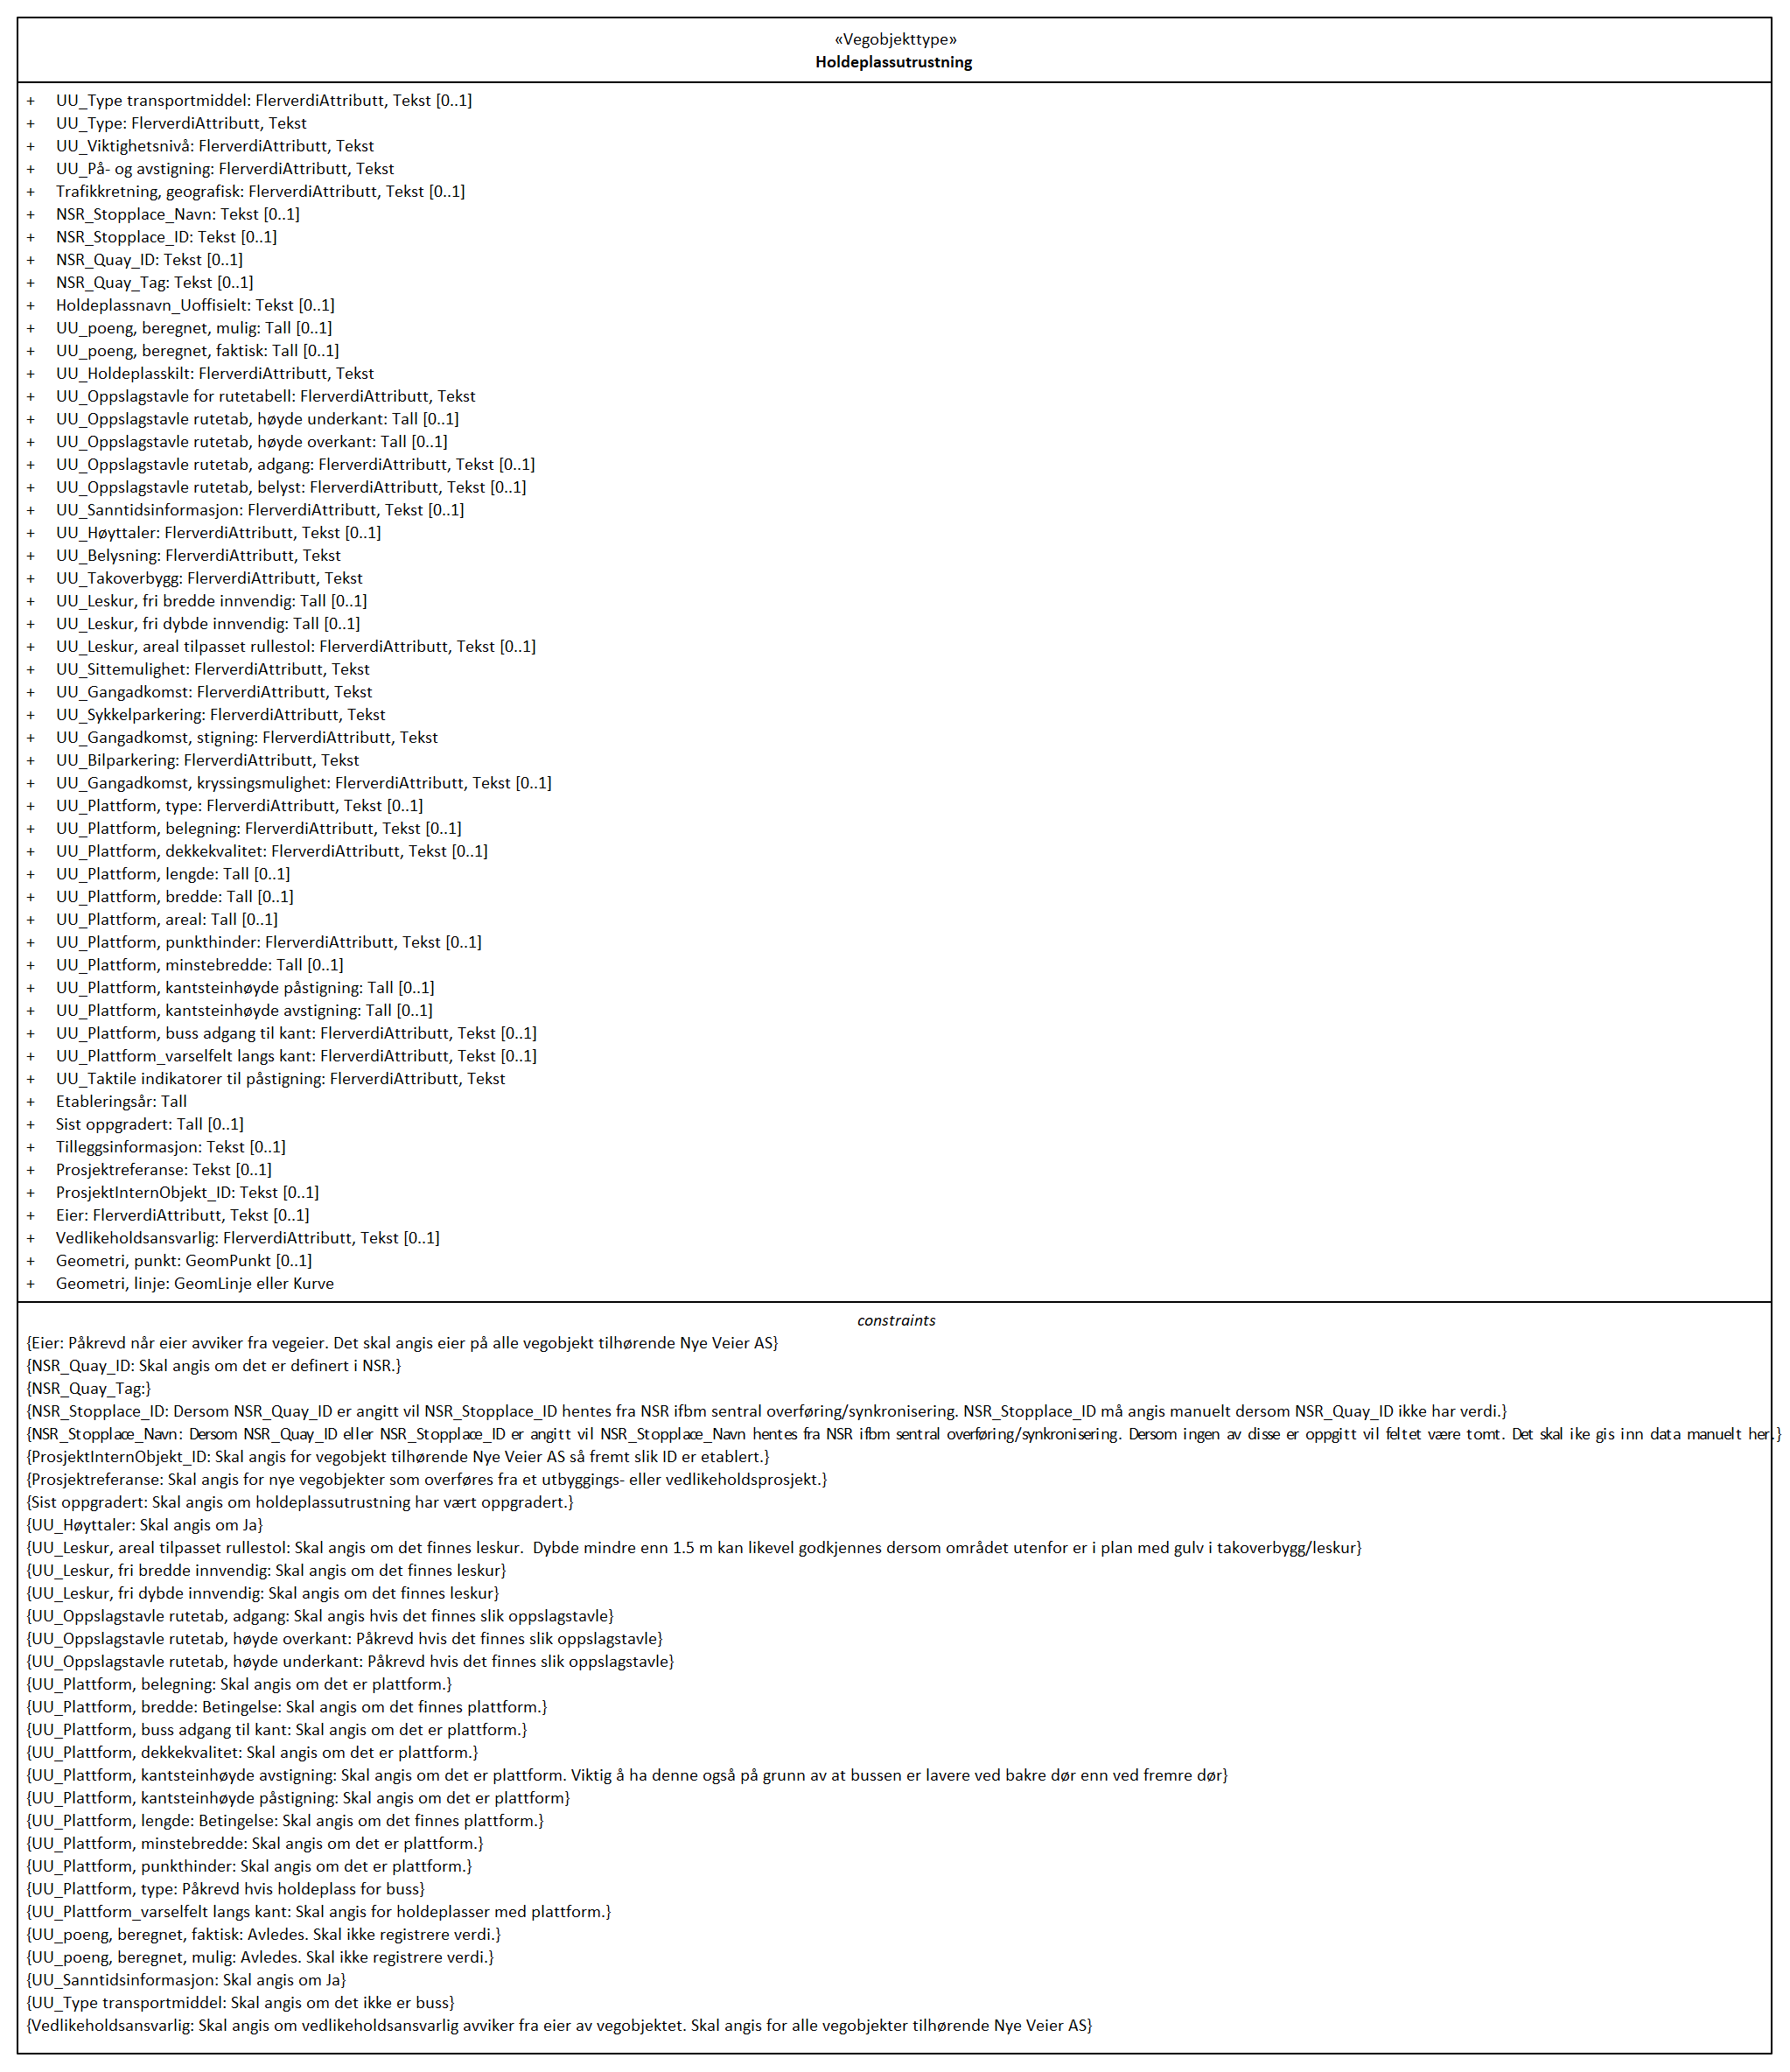 «Vegobjekttype»
Holdeplassutrustning
+ UU_Type transportmiddel: FlerverdiAttributt, Tekst [0..1]
+ UU_Type: FlerverdiAttributt, Tekst
+ UU_Viktighetsnivå: FlerverdiAttributt, Tekst
+ UU_På- og avstigning: FlerverdiAttributt, Tekst
+ Trafikkretning, geografisk: FlerverdiAttributt, Tekst [0..1]
+ NSR_Stopplace_Navn: Tekst [0..1]
+ NSR_Stopplace_ID: Tekst [0..1]
+ NSR_Quay_ID: Tekst [0..1]
+ NSR_Quay_Tag: Tekst [0..1]
+ Holdeplassnavn_Uoffisielt: Tekst [0..1]
+ UU_poeng, beregnet, mulig: Tall [0..1]
+ UU_poeng, beregnet, faktisk: Tall [0..1]
+ UU_Holdeplasskilt: FlerverdiAttributt, Tekst
+ UU_Oppslagstavle for rutetabell: FlerverdiAttributt, Tekst
+ UU_Oppslagstavle rutetab, høyde underkant: Tall [0..1]
+ UU_Oppslagstavle rutetab, høyde overkant: Tall [0..1]
+ UU_Oppslagstavle rutetab, adgang: FlerverdiAttributt, Tekst [0..1]
+ UU_Oppslagstavle rutetab, belyst: FlerverdiAttributt, Tekst [0..1]
+ UU_Sanntidsinformasjon: FlerverdiAttributt, Tekst [0..1]
+ UU_Høyttaler: FlerverdiAttributt, Tekst [0..1]
+ UU_Belysning: FlerverdiAttributt, Tekst
+ UU_Takoverbygg: FlerverdiAttributt, Tekst
+ UU_Leskur, fri bredde innvendig: Tall [0..1]
+ UU_Leskur, fri dybde innvendig: Tall [0..1]
+ UU_Leskur, areal tilpasset rullestol: FlerverdiAttributt, Tekst [0..1]
+ UU_Sittemulighet: FlerverdiAttributt, Tekst
+ UU_Gangadkomst: FlerverdiAttributt, Tekst
+ UU_Sykkelparkering: FlerverdiAttributt, Tekst
+ UU_Gangadkomst, stigning: FlerverdiAttributt, Tekst
+ UU_Bilparkering: FlerverdiAttributt, Tekst
+ UU_Gangadkomst, kryssingsmulighet: FlerverdiAttributt, Tekst [0..1]
+ UU_Plattform, type: FlerverdiAttributt, Tekst [0..1]
+ UU_Plattform, belegning: FlerverdiAttributt, Tekst [0..1]
+ UU_Plattform, dekkekvalitet: FlerverdiAttributt, Tekst [0..1]
+ UU_Plattform, lengde: Tall [0..1]
+ UU_Plattform, bredde: Tall [0..1]
+ UU_Plattform, areal: Tall [0..1]
+ UU_Plattform, punkthinder: FlerverdiAttributt, Tekst [0..1]
+ UU_Plattform, minstebredde: Tall [0..1]
+ UU_Plattform, kantsteinhøyde påstigning: Tall [0..1]
+ UU_Plattform, kantsteinhøyde avstigning: Tall [0..1]
+ UU_Plattform, buss adgang til kant: FlerverdiAttributt, Tekst [0..1]
+ UU_Plattform_varselfelt langs kant: FlerverdiAttributt, Tekst [0..1]
+ UU_Taktile indikatorer til påstigning: FlerverdiAttributt, Tekst
+ Etableringsår: Tall
+ Sist oppgradert: Tall [0..1]
+ Tilleggsinformasjon: Tekst [0..1]
+ Prosjektreferanse: Tekst [0..1]
+ ProsjektInternObjekt_ID: Tekst [0..1]
+ Eier: FlerverdiAttributt, Tekst [0..1]
+ Vedlikeholdsansvarlig: FlerverdiAttributt, Tekst [0..1]
+ Geometri, punkt: GeomPunkt [0..1]
+ Geometri, linje: GeomLinje eller Kurve
constraints
{Eier: Påkrevd når eier avviker fra vegeier. Det skal angis eier på alle vegobjekt tilhørende Nye Veier AS}
{NSR_Quay_ID: Skal angis om det er definert i NSR.}
{NSR_Quay_Tag:}
{NSR_Stopplace_ID: Dersom NSR_Quay_ID er angitt vil NSR_Stopplace_ID hentes fra NSR ifbm sentral overføring/synkronisering. NSR_Stopplace_ID må angis manuelt dersom NSR_Quay_ID ikke har verdi.}
{NSR_Stopplace_Navn: Dersom NSR_Quay_ID eller NSR_Stopplace_ID er angitt vil NSR_Stopplace_Navn hentes fra NSR ifbm sentral overføring/synkronisering. Dersom ingen av disse er oppgitt vil feltet være tomt. Det skal ike gis inn data manuelt her.}
{ProsjektInternObjekt_ID: Skal angis for vegobjekt tilhørende Nye Veier AS så fremt slik ID er etablert.}
{Prosjektreferanse: Skal angis for nye vegobjekter som overføres fra et utbyggings- eller vedlikeholdsprosjekt.}
{Sist oppgradert: Skal angis om holdeplassutrustning har vært oppgradert.}
{UU_Høyttaler: Skal angis om Ja}
{UU_Leskur, areal tilpasset rullestol: Skal angis om det finnes leskur.  Dybde mindre enn 1.5 m kan likevel godkjennes dersom området utenfor er i plan med gulv i takoverbygg/leskur}
{UU_Leskur, fri bredde innvendig: Skal angis om det finnes leskur}
{UU_Leskur, fri dybde innvendig: Skal angis om det finnes leskur}
{UU_Oppslagstavle rutetab, adgang: Skal angis hvis det finnes slik oppslagstavle}
{UU_Oppslagstavle rutetab, høyde overkant: Påkrevd hvis det finnes slik oppslagstavle}
{UU_Oppslagstavle rutetab, høyde underkant: Påkrevd hvis det finnes slik oppslagstavle}
{UU_Plattform, belegning: Skal angis om det er plattform.}
{UU_Plattform, bredde: Betingelse: Skal angis om det finnes plattform.}
{UU_Plattform, buss adgang til kant: Skal angis om det er plattform.}
{UU_Plattform, dekkekvalitet: Skal angis om det er plattform.}
{UU_Plattform, kantsteinhøyde avstigning: Skal angis om det er plattform. Viktig å ha denne også på grunn av at bussen er lavere ved bakre dør enn ved fremre dør}
{UU_Plattform, kantsteinhøyde påstigning: Skal angis om det er plattform}
{UU_Plattform, lengde: Betingelse: Skal angis om det finnes plattform.}
{UU_Plattform, minstebredde: Skal angis om det er plattform.}
{UU_Plattform, punkthinder: Skal angis om det er plattform.}
{UU_Plattform, type: Påkrevd hvis holdeplass for buss}
{UU_Plattform_varselfelt langs kant: Skal angis for holdeplasser med plattform.}
{UU_poeng, beregnet, faktisk: Avledes. Skal ikke registrere verdi.}
{UU_poeng, beregnet, mulig: Avledes. Skal ikke registrere verdi.}
{UU_Sanntidsinformasjon: Skal angis om Ja}
{UU_Type transportmiddel: Skal angis om det ikke er buss}
{Vedlikeholdsansvarlig: Skal angis om vedlikeholdsansvarlig avviker fra eier av vegobjektet. Skal angis for alle vegobjekter tilhørende Nye Veier AS}